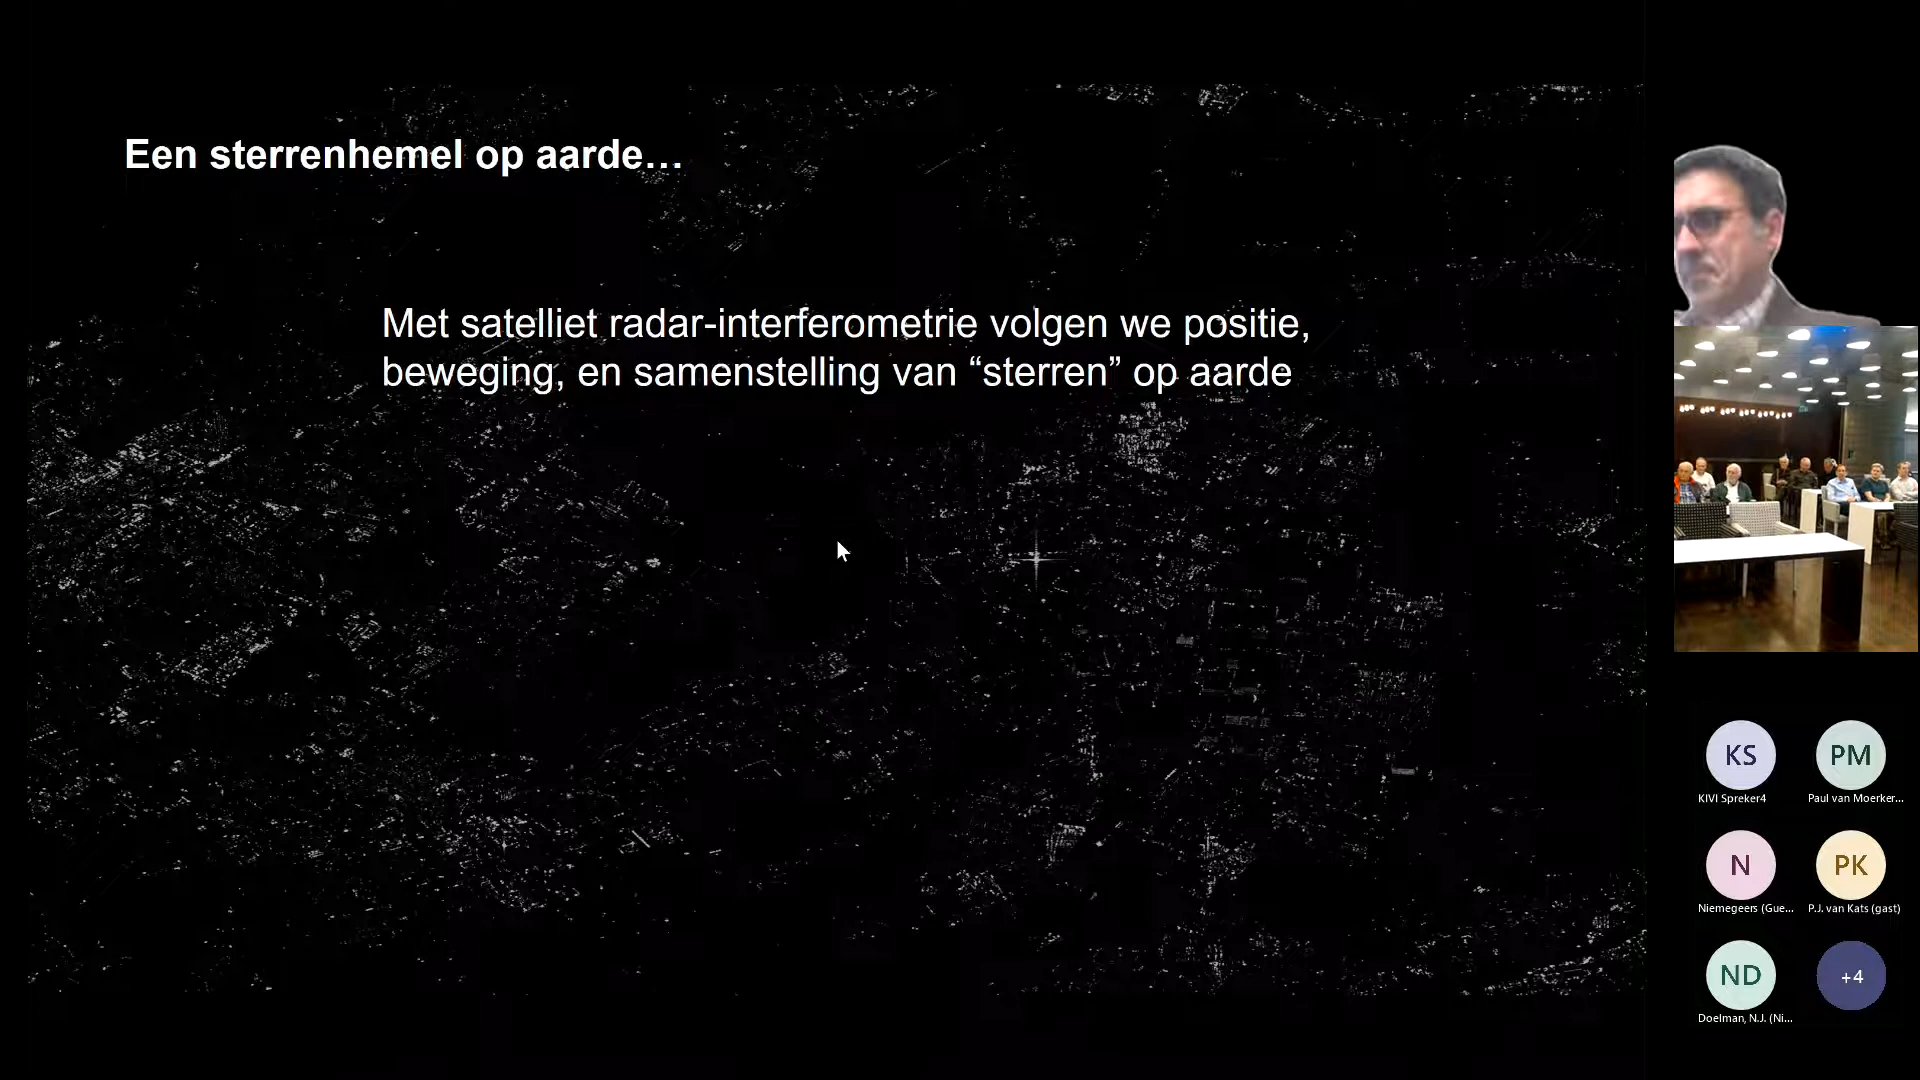 Een sterrenhemel op aarde…
Met satelliet radar-interferometrie volgen we positie,
beweging, en samenstelling van “sterren” op aarde
KS
PM
KIVI Spreker4
Paul van Moerker...
N
PK
Niemegeers (Gue...
P.J. van Kats (gast)
ND
+4
Doelman, N.J. (Ni...